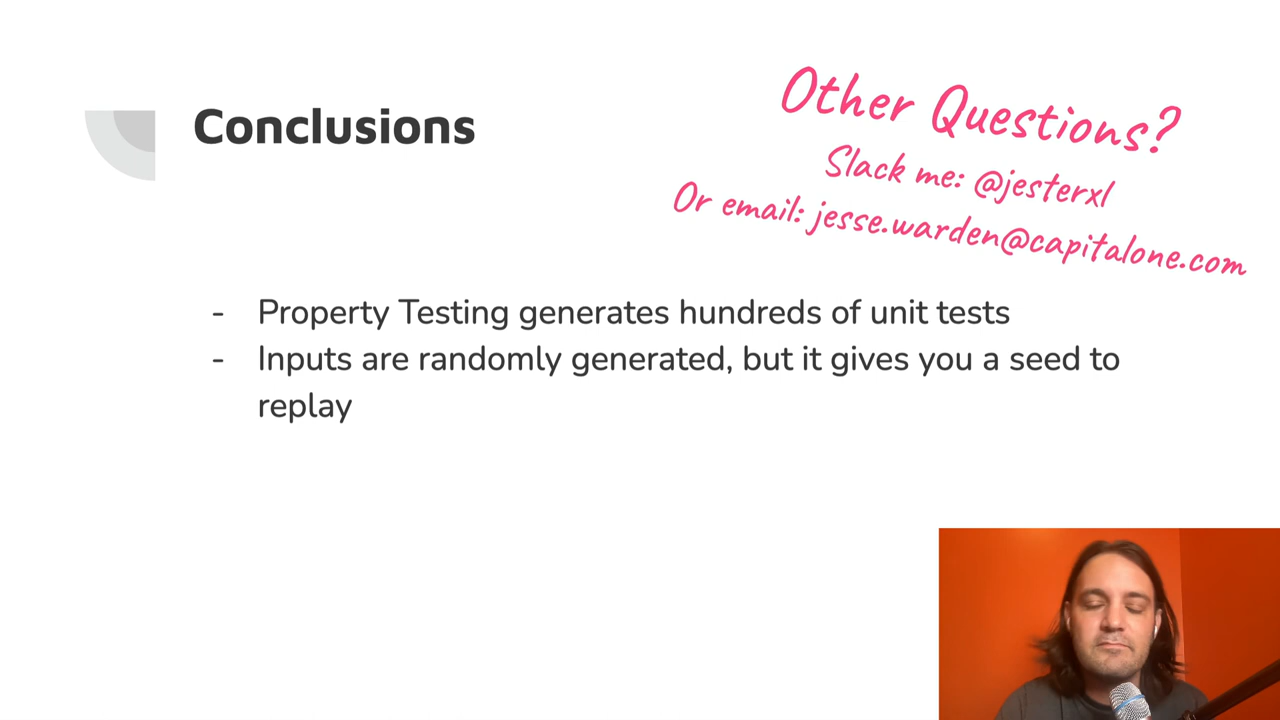 Conclusions
Other Questions?
Slack me: @jesterxl
Or email: jesse.warden@capitalone.com
- Property Testing generates hundreds of unit tests
- Inputs are randomly generated, but it gives you a seed to
replay